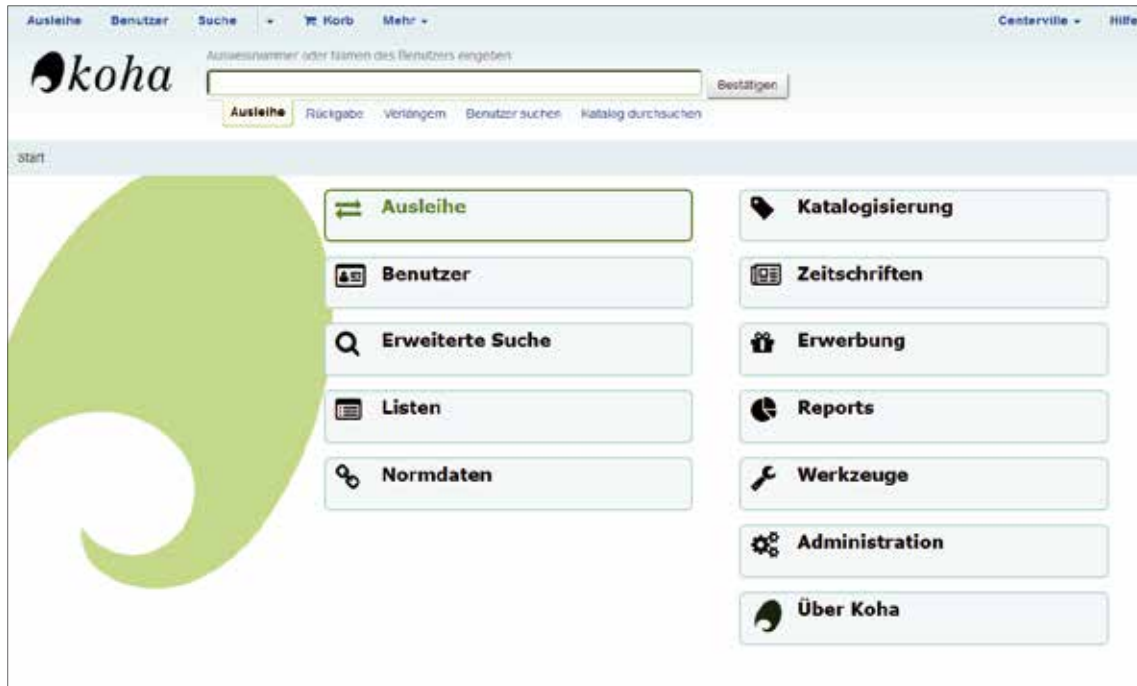 Ausleihe Benutzer Suche Korb Mehr Centerville Hilfe
koha
Ausweisnummer oder Namen des Benutzers eingeben:
Bestätigen
Ausleihe Rückgabe Verlängern Benutzer suchen Katalog durchsuchen
Start
Ausleihe
Benutzer
Erweiterte Suche
Listen
Normdaten
Katalogisierung
Zeitschriften
Erwerbung
Reports
Werkzeuge
Administration
Über Koha